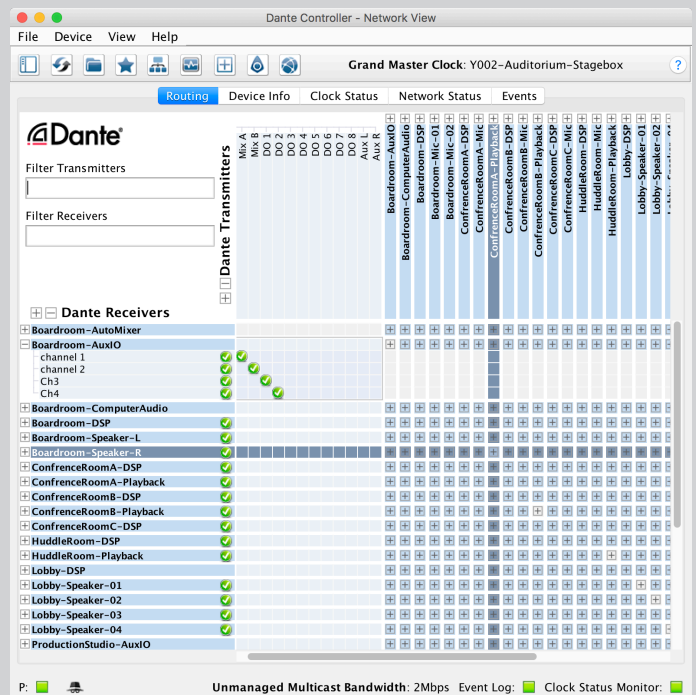 Dante Controller - Network View
File Device View Help
Grand Master Clock: Y002-Auditorium-Stagebox
?
Routing Device Info Clock Status Network Status Events
Dante®
Filter Transmitters
Filter Receivers
Dante Transmitters
Mix A
Mix B
DO 1
DO 2
DO 3
DO 4
DO 5
DO 6
DO 7
DO 8
Aux L
Aux R
Boardroom-AuxIO
Boardroom-ComputerAudio
Boardroom-DSP
Boardroom-Mic-01
Boardroom-Mic-02
ConfrenceRoomA-DSP
ConfrenceRoomA-Mic
ConfrenceRoomA-Playback
ConfrenceRoomB-DSP
ConfrenceRoomB-Mic
ConfrenceRoomB-Playback
ConfrenceRoomC-DSP
ConfrenceRoomC-Mic
HuddleRoom-DSP
HuddleRoom-Mic
HuddleRoom-Playback
Lobby-DSP
Lobby-Speaker-01
Lobby-Speaker-02
Dante Receivers
Boardroom-AutoMixer
Boardroom-AuxIO
channel 1
channel 2
Ch3
Ch4
Boardroom-ComputerAudio
Boardroom-DSP
Boardroom-Speaker-L
Boardroom-Speaker-R
ConfrenceRoomA-DSP
ConfrenceRoomA-Playback
ConfrenceRoomB-DSP
ConfrenceRoomB-Playback
ConfrenceRoomC-DSP
HuddleRoom-DSP
HuddleRoom-Playback
Lobby-DSP
Lobby-Speaker-01
Lobby-Speaker-02
Lobby-Speaker-03
Lobby-Speaker-04
ProductionStudio-AuxIO
P: Unmanaged Multicast Bandwidth: 2Mbps Event Log: Clock Status Monitor: